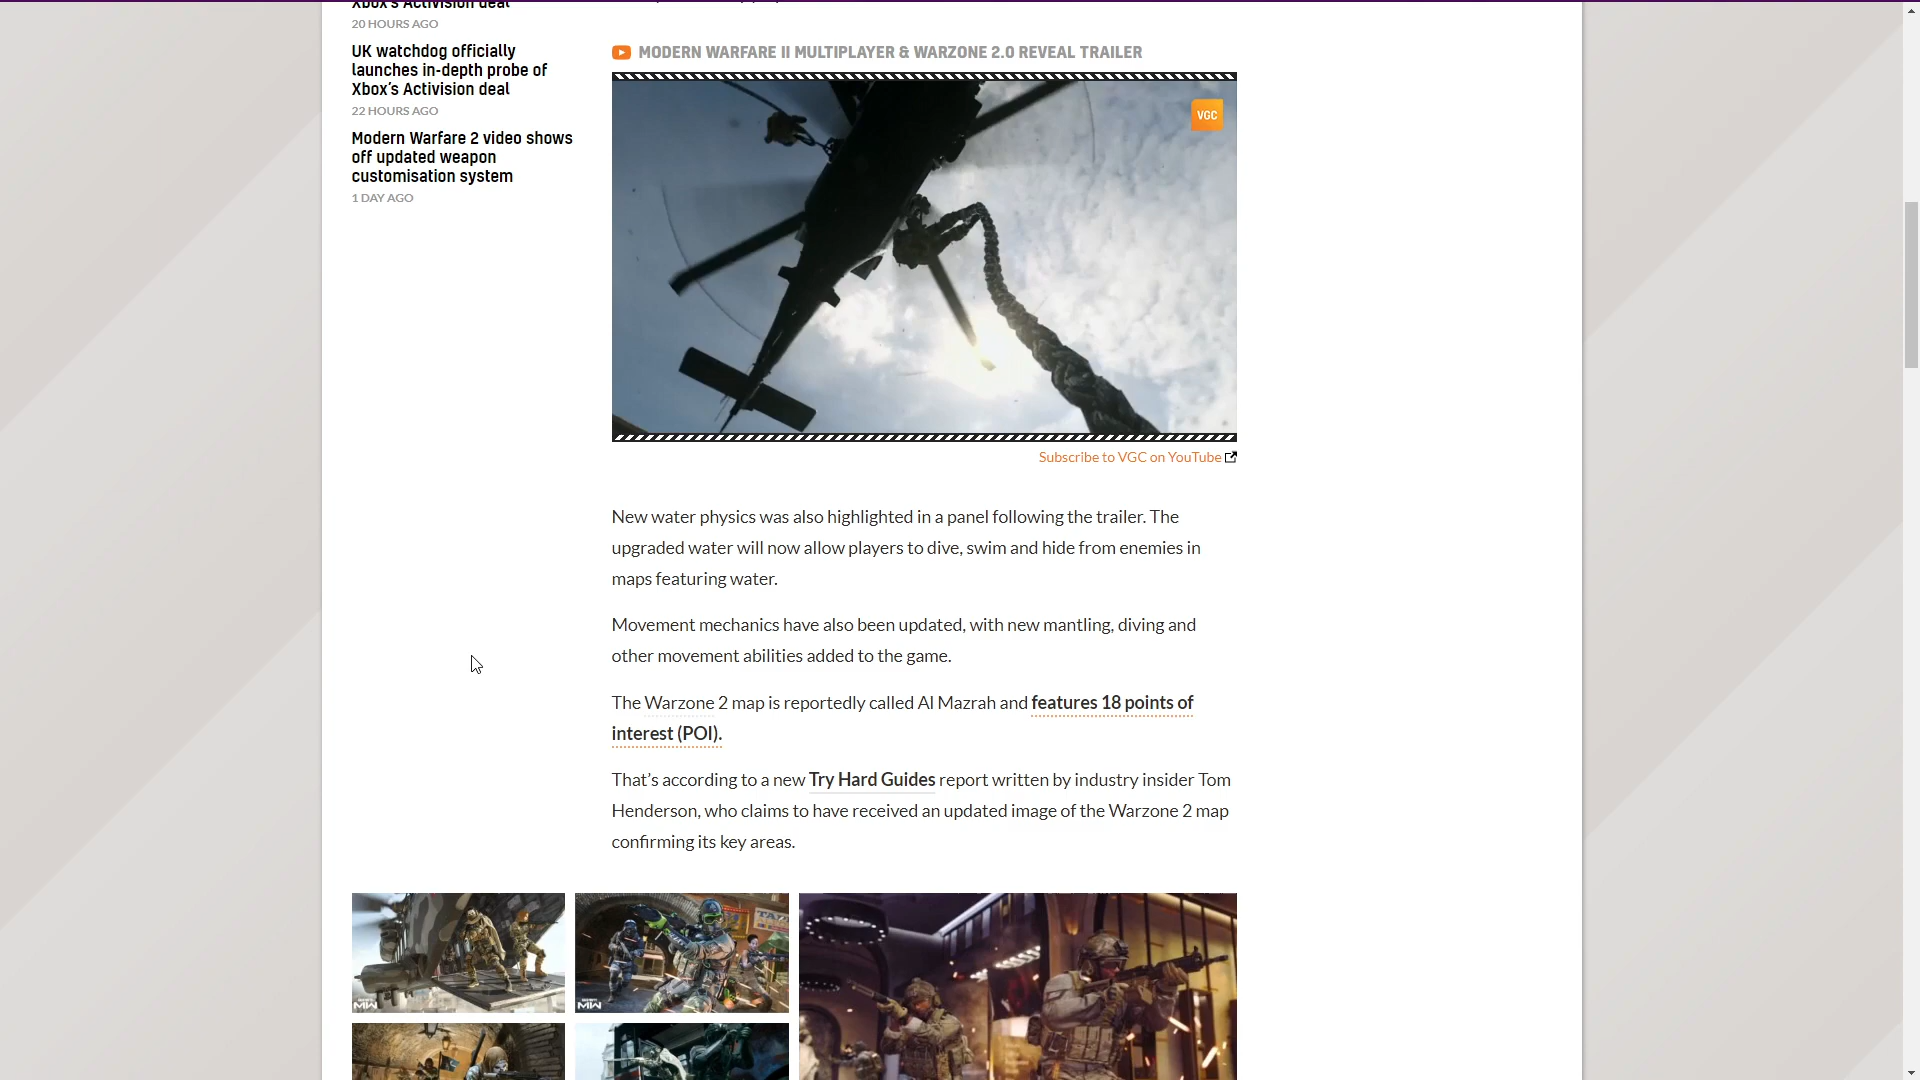 Xbox's Activision deal
20 HOURS AGO
UK watchdog officially
launches in-depth probe of
Xbox's Activision deal
22 HOURS AGO
Modern Warfare 2 video shows
off updated weapon
customisation system
1 DAY AGO
MODERN WARFARE II MULTIPLAYER & WARZONE 2.0 REVEAL TRAILER
VGC
Subscribe to VGC on YouTube
New water physics was also highlighted in a panel following the trailer. The
upgraded water will now allow players to dive, swim and hide from enemies in
maps featuring water.
Movement mechanics have also been updated, with new mantling, diving and
other movement abilities added to the game.
The Warzone 2 map is reportedly called Al Mazrah and features 18 points of
interest (POI).
That's according to a new Try Hard Guides report written by industry insider Tom
Henderson, who claims to have received an updated image of the Warzone 2 map
confirming its key areas.
MW
MW